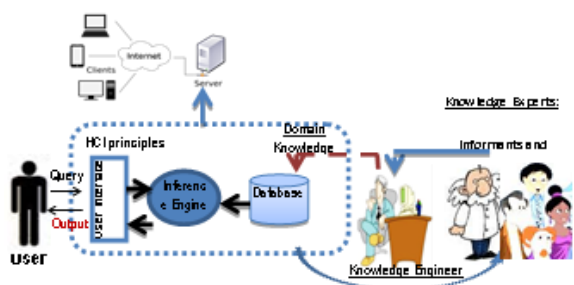 Internet
Clients
Server
Knowledge Experts:
Informants and
Domain
Knowledge
HCI principles
Query
Output
User Interface
Inferenc
e Engine
Database
User
Knowledge Engineer